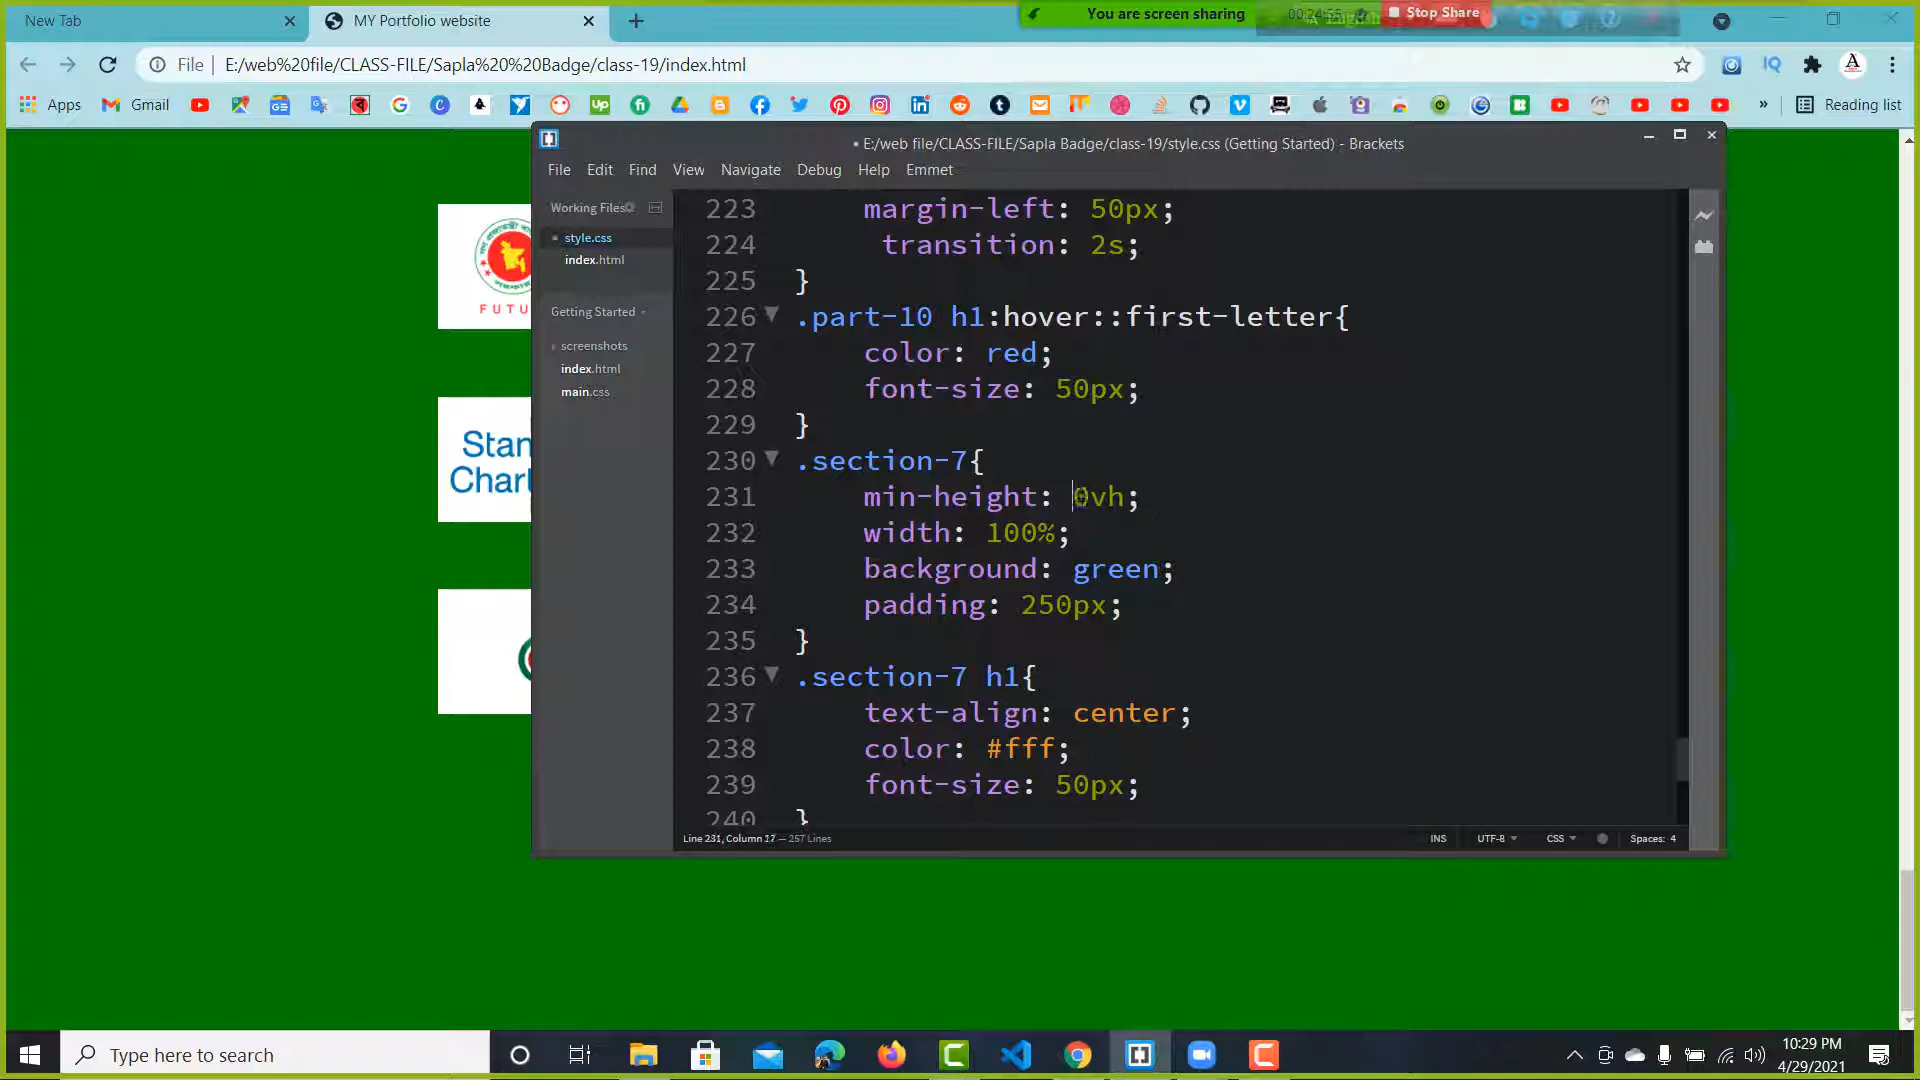 New Tab
MY Portfolio website
You are screen sharing
00:24:55
Stop Share
File
E:/web%20file/CLASS-FILE/Sapla%20%20Badge/class-19/index.html
Apps
Gmail
Reading list
• E:/web file/CLASS-FILE/Sapla Badge/class-19/style.css (Getting Started) - Brackets
File Edit Find View Navigate Debug Help Emmet
Working Files
style.css
index.html
Getting Started
screenshots
index.html
main.css
223 margin-left: 50px;
224 transition: 2s;
225 }
226 .part-10 h1:hover::first-letter{
227 color: red;
228 font-size: 50px;
229 }
230 .section-7{
231 min-height: 0vh;
232 width: 100%;
233 background: green;
234 padding: 250px;
235 }
236 .section-7 h1{
237 text-align: center;
238 color: #fff;
239 font-size: 50px;
240 }
Line 231, Column 17 — 257 Lines
INS
UTF-8
CSS
Spaces: 4
FUTU
Stan
Chart
Type here to search
10:29 PM
4/29/2021